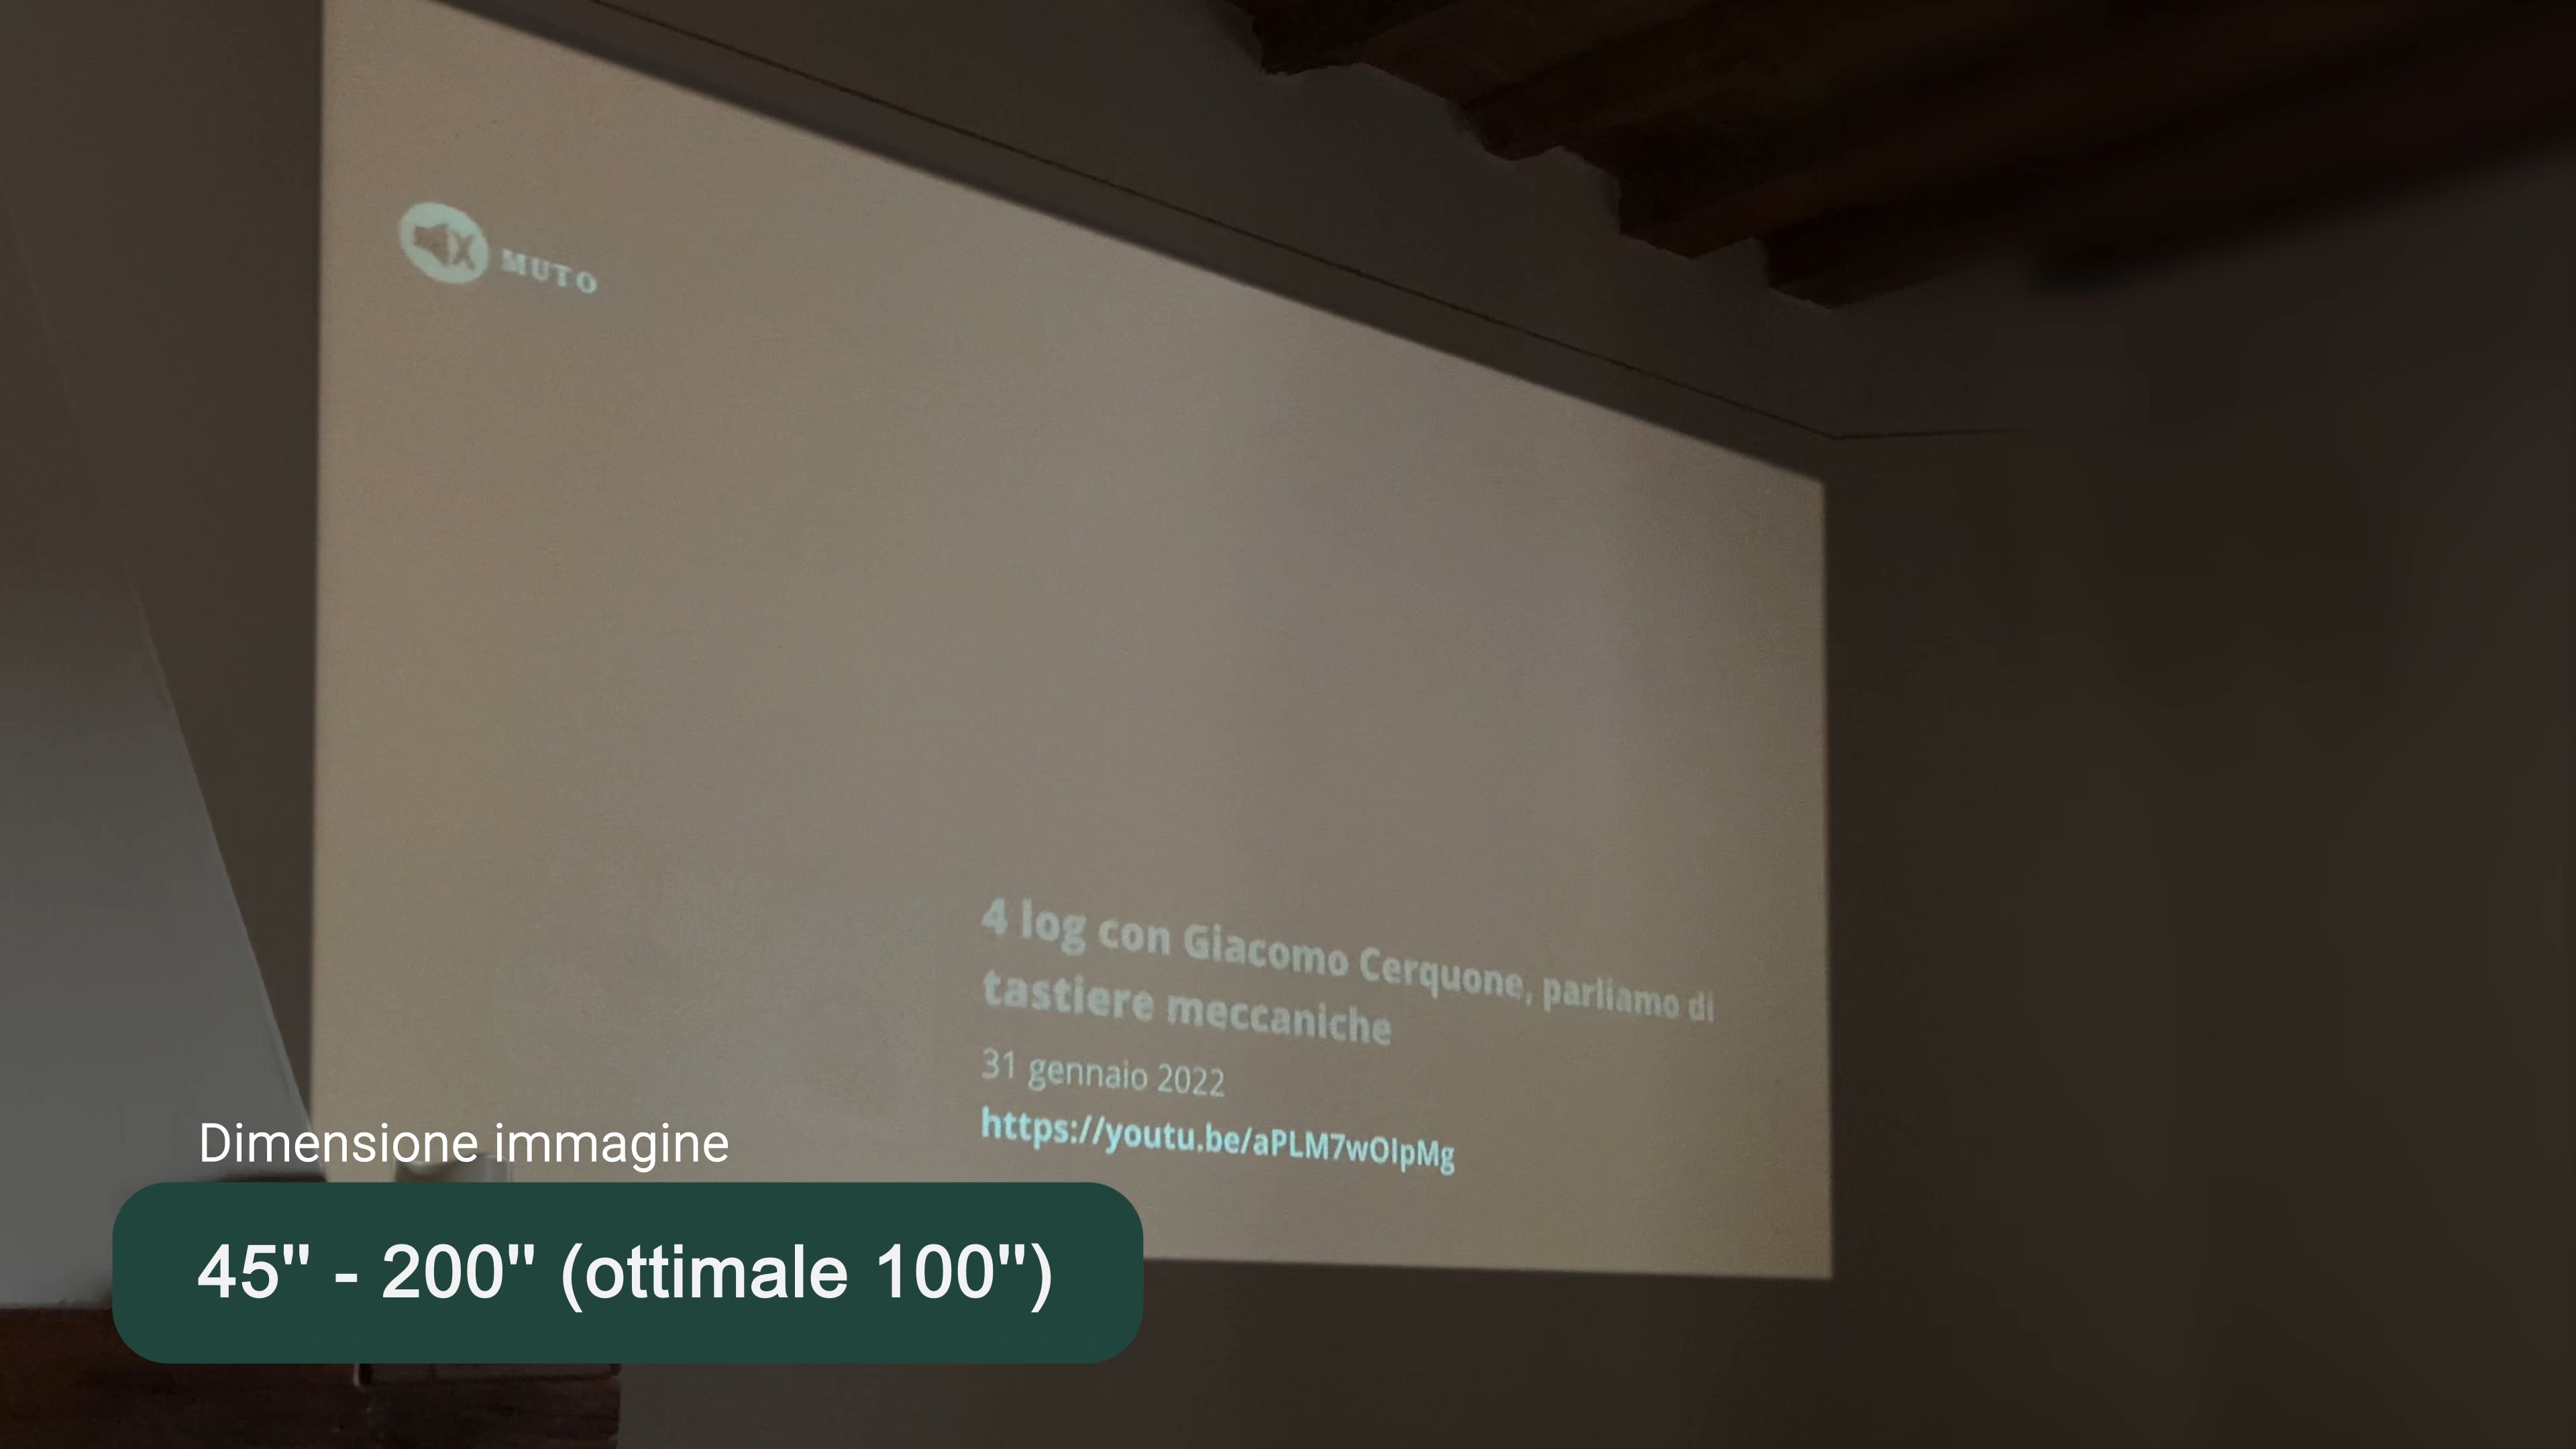 MUTO
4 log con Giacomo Cerquone, parliamo di
tastiere meccaniche
31 gennaio 2022
https://youtu.be/aPLM7wOIpMg
Dimensione immagine
45" - 200" (ottimale 100")